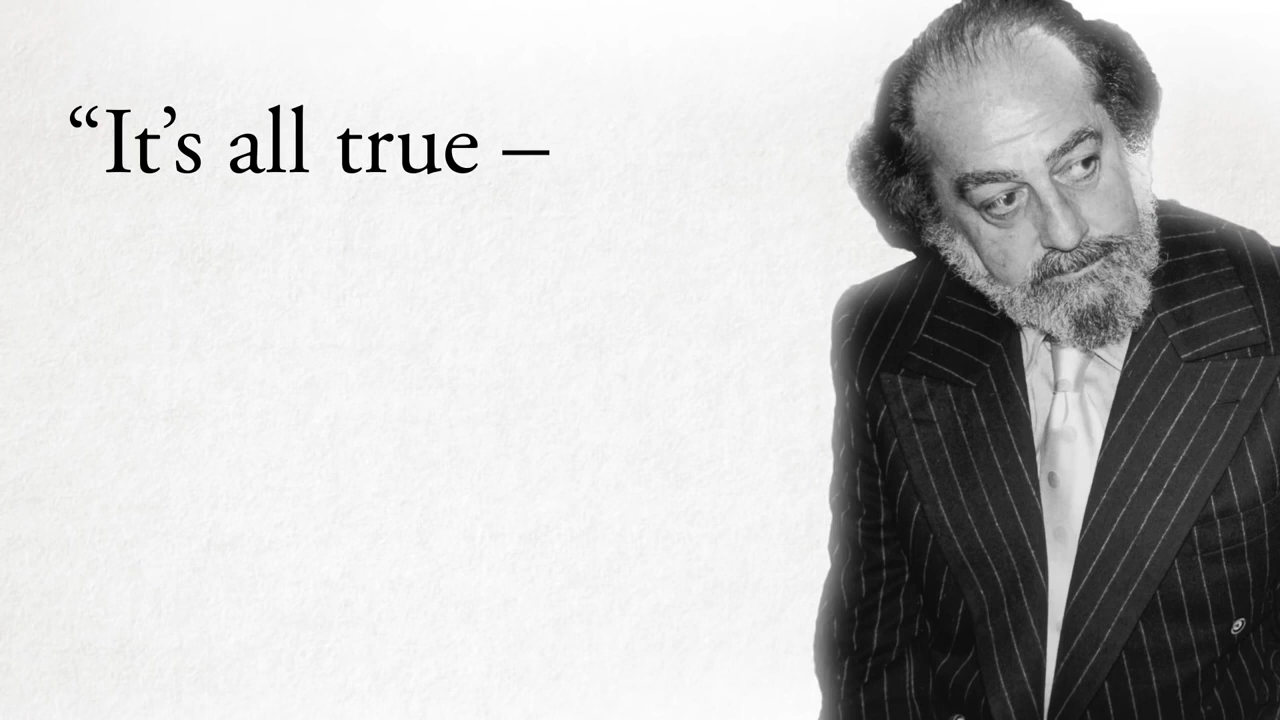 “It’s all true –